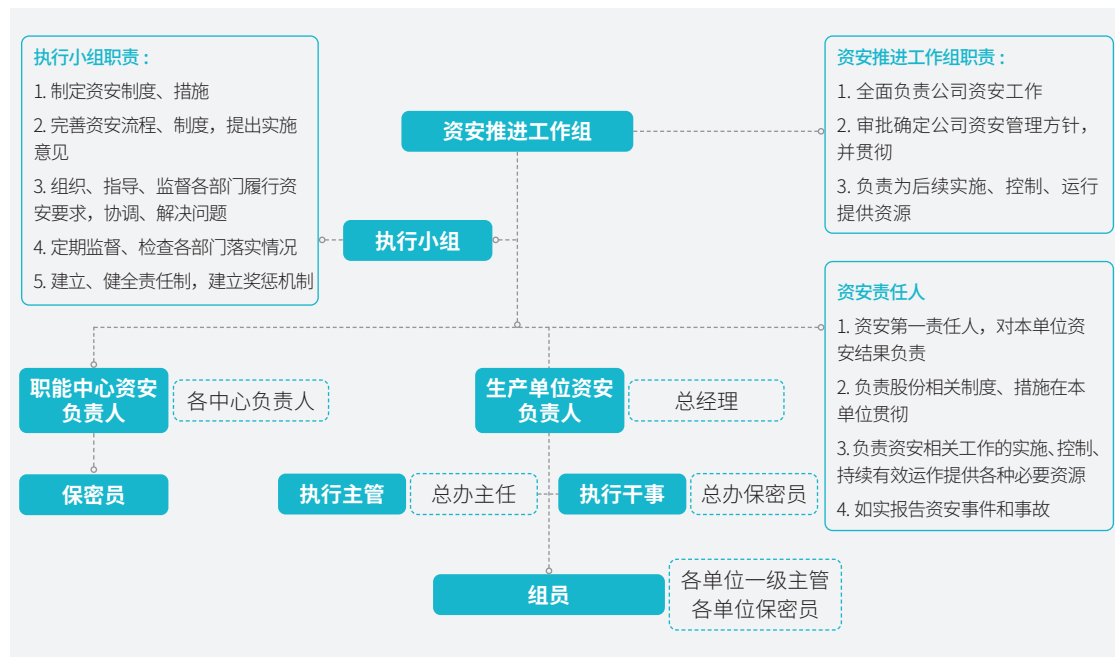 执行小组职责：
1. 制定资安制度、措施
2. 完善资安流程、制度，提出实施
意见
3. 组织、指导、监督各部门履行资
安要求，协调、解决问题
4. 定期监督、检查各部门落实情况
5. 建立、健全责任制，建立奖惩机制
资安推进工作组
执行小组
资安推进工作组职责：
1. 全面负责公司资安工作
2. 审批确定公司资安管理方针，
并贯彻
3. 负责为后续实施、控制、运行
提供资源
资安责任人
1. 资安第一责任人，对本单位资
安结果负责
2. 负责股份相关制度、措施在本
单位贯彻
3.负责资安相关工作的实施、控制、
持续有效运作提供各种必要资源
4. 如实报告资安事件和事故
职能中心资安
负责人
各中心负责人
生产单位资安
负责人
总经理
保密员
执行主管
总办主任
执行干事
总办保密员
组员
各单位一级主管
各单位保密员